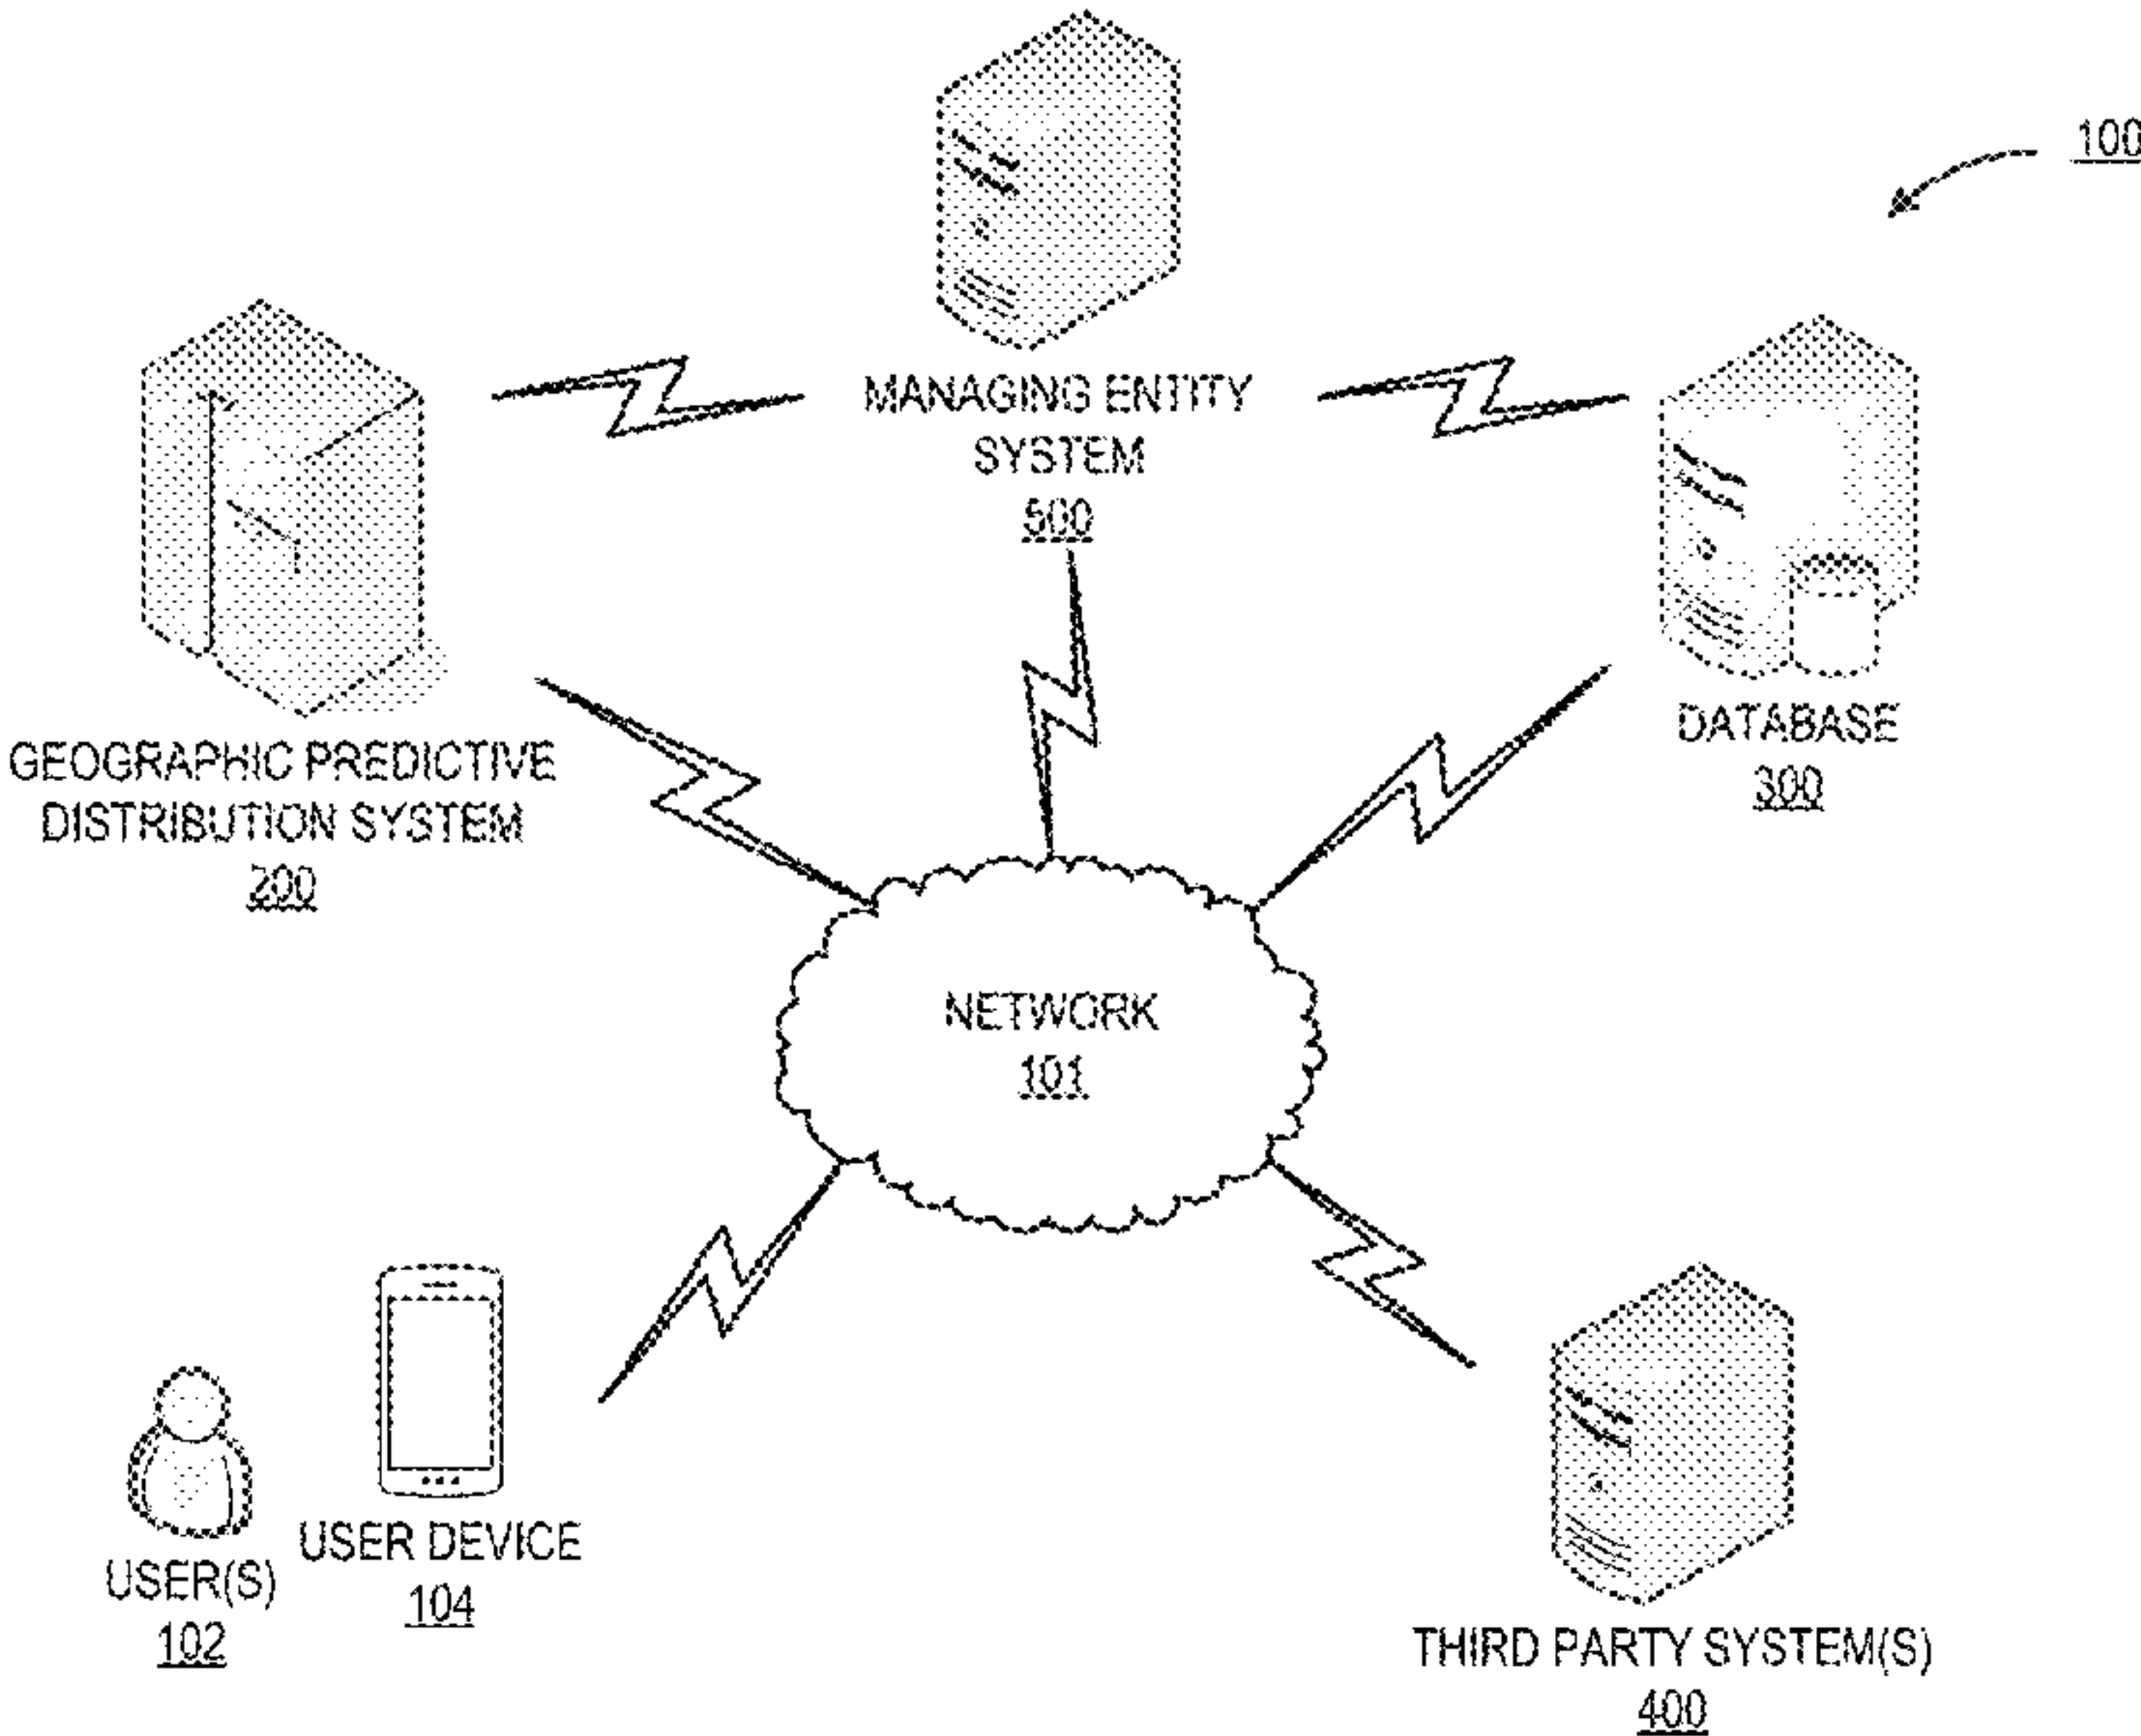 100
MANAGING ENTITY
SYSTEM
500
DATABASE
300
GEOGRAPHIC PREDICTIVE
DISTRIBUTION SYSTEM
200
NETWORK
101
USER DEVICE
104
USER(S)
102
THIRD PARTY SYSTEM(S)
400